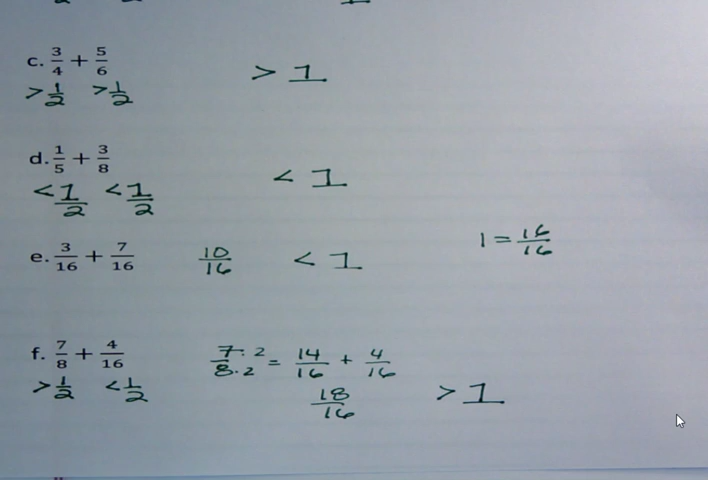 c. 3/4 + 5/6 > 1
> 1/2 > 1/2
d. 1/5 + 3/8 < 1
< 1/2 < 1/2
1 = 16/16
e. 3/16 + 7/16 10/16 < 1
f. 7/8 + 4/16 7·2/8·2 = 14/16 + 4/16
> 1/2 < 1/2 18/16 > 1